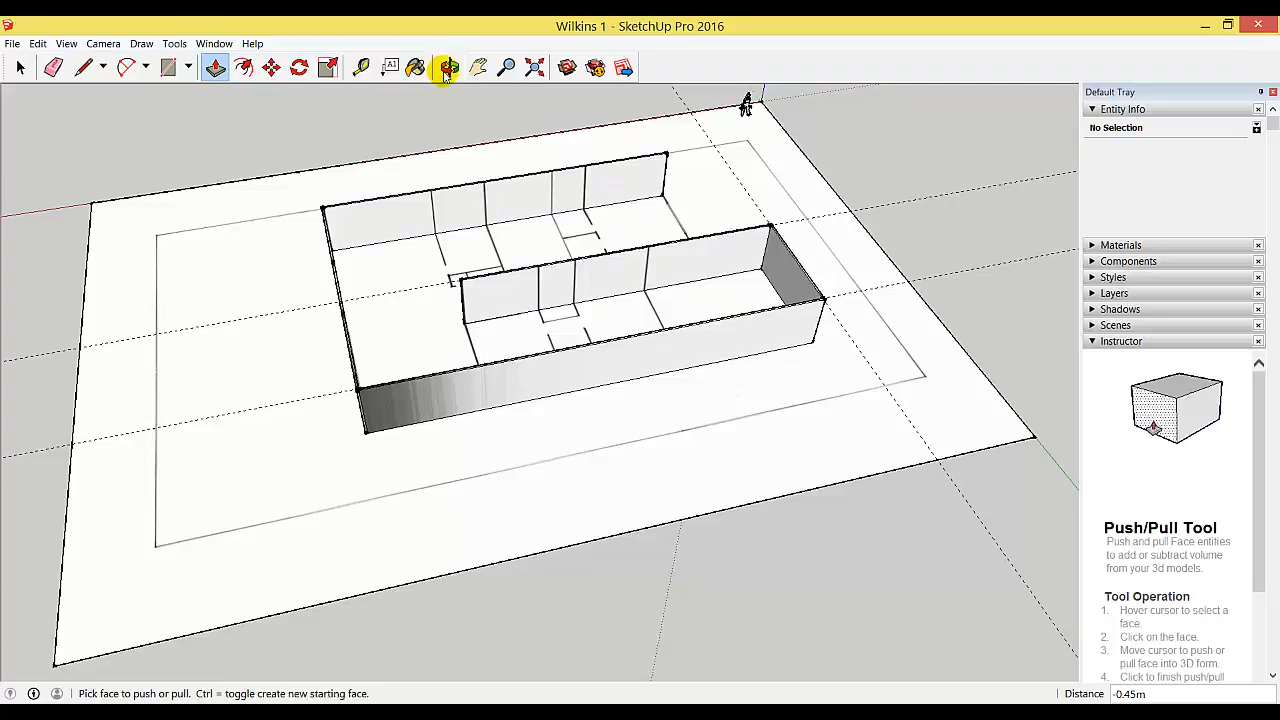 Wilkins 1 - SketchUp Pro 2016
File Edit View Camera Draw Tools Window Help
A1
Default Tray
Entity Info
No Selection
Materials
Components
Styles
Layers
Shadows
Scenes
Instructor
Push/Pull Tool
Push and pull Face entities
to add or subtract volume
from your 3d models.
Tool Operation
1. Hover cursor to select a
face.
2. Click on the face.
3. Move cursor to push or
pull face into 3D form.
4. Click to finish push/pull
Pick face to push or pull. Ctrl = toggle create new starting face.
Distance -0.45m